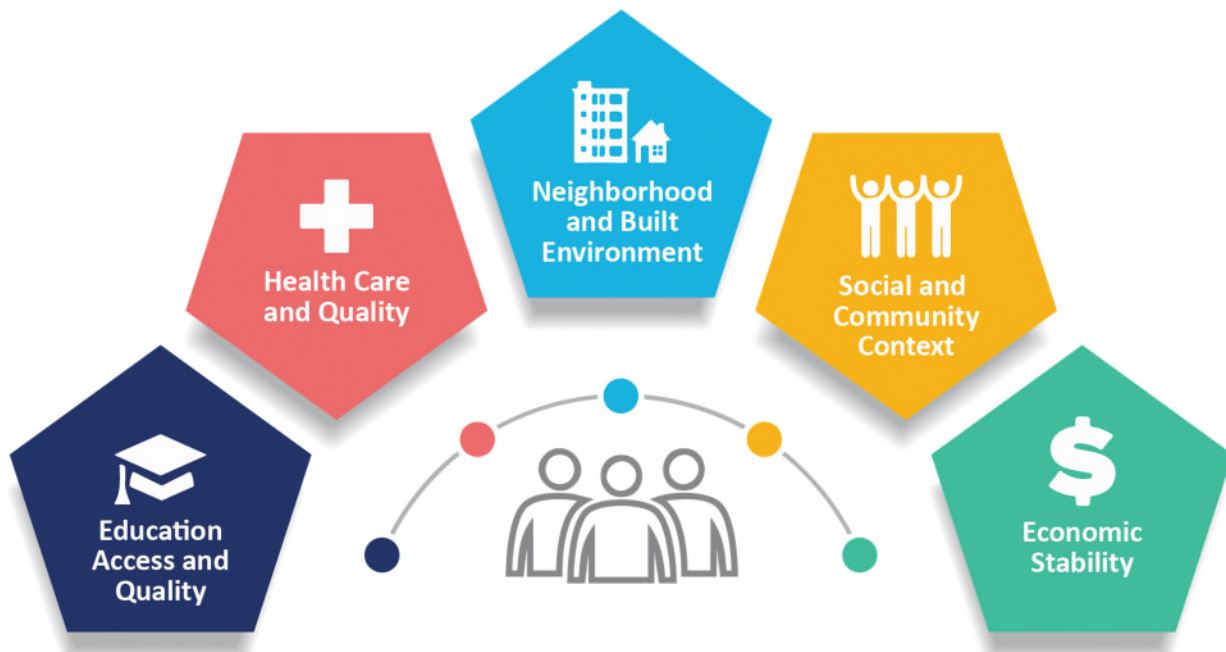 Education
Access and
Quality
Health Care
and Quality
Neighborhood
and Built
Environment
Social and
Community
Context
$
Economic
Stability